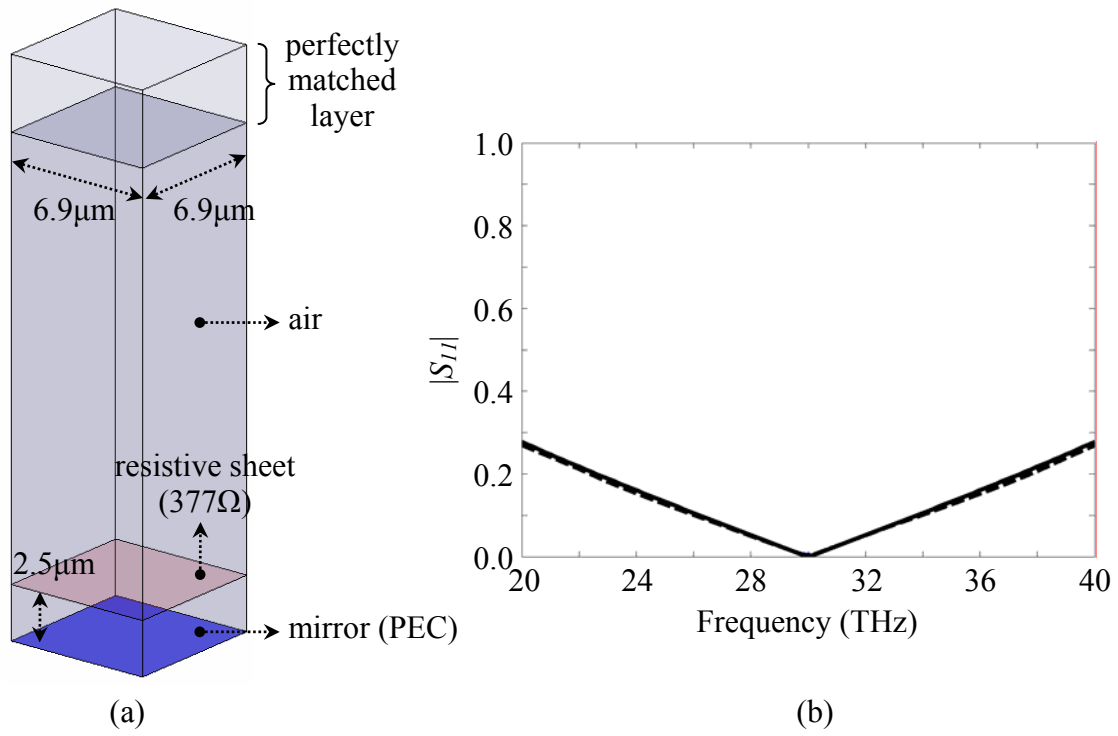 perfectly
matched
layer
6.9μm
6.9μm
air
resistive sheet
(377Ω)
2.5μm
mirror (PEC)
(a)
1.0
0.8
0.6
0.4
0.2
0.0
|S11|
20
24
28
32
36
40
Frequency (THz)
(b)